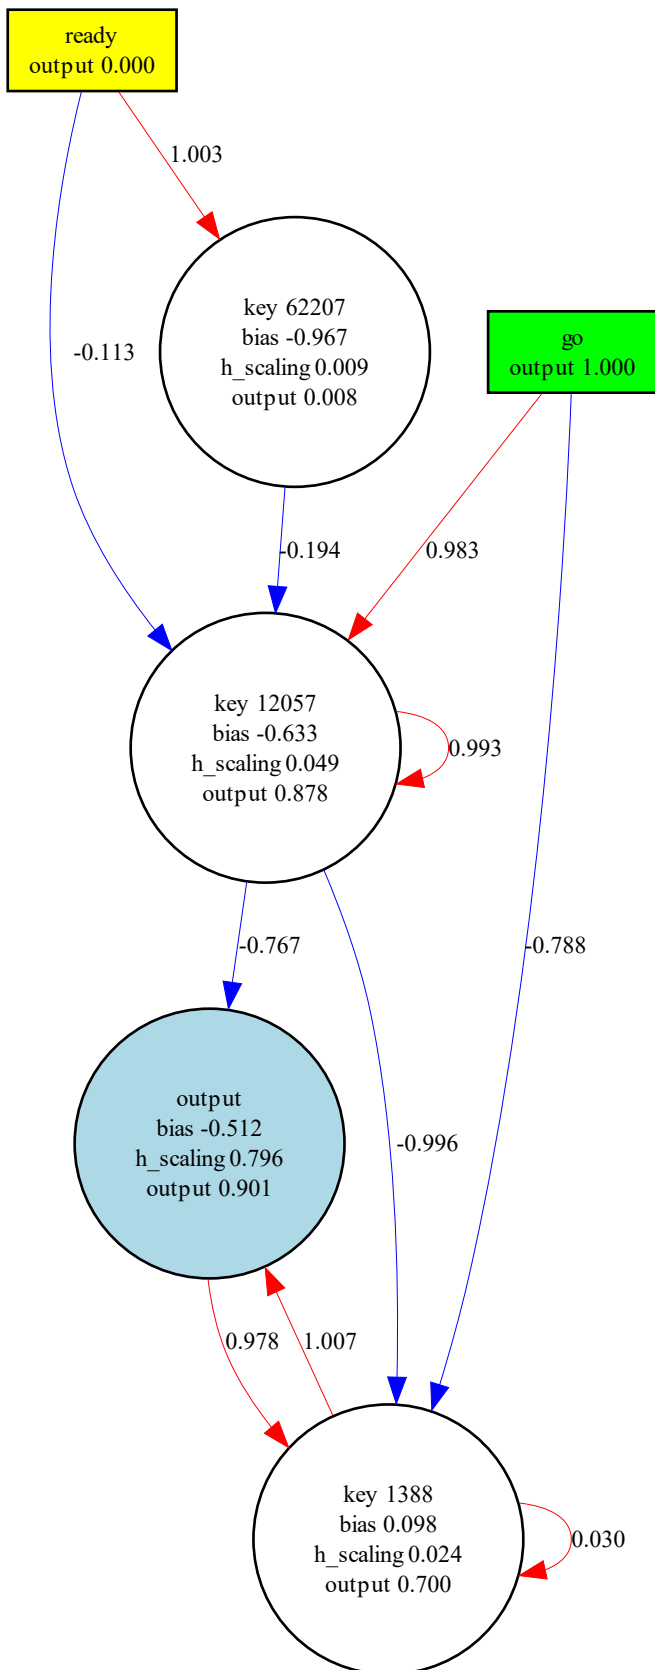 ready
output 0.000
1.003
key 62207
bias -0.967
h_scaling 0.009
output 0.008
go
output 1.000
-0.113
-0.194
0.983
key 12057
bias -0.633
h_scaling 0.049
output 0.878
0.993
-0.767
-0.788
output
bias -0.512
h_scaling 0.796
output 0.901
-0.996
0.978
1.007
key 1388
bias 0.098
h_scaling 0.024
output 0.700
0.030